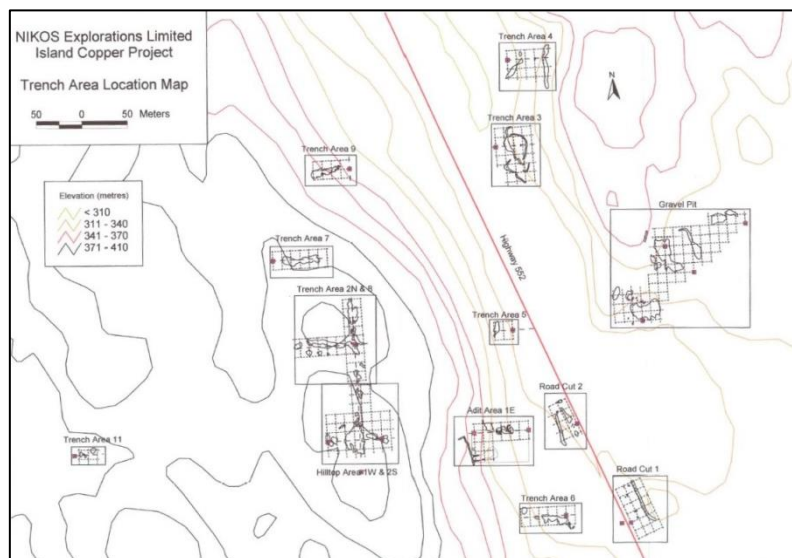 NIKOS Explorations Limited
Island Copper Project
Trench Area Location Map
50 0 50 Meters
Elevation (metres)
< 310
311 - 340
341 - 370
371 - 410
Trench Area 4
N
Trench Area 3
Trench Area 9
Gravel Pit
Trench Area 7
Highway 552
Trench Area 2N & 8
Trench Area 5
Road Cut 2
Adit Area 1E
Trench Area 11
Hilltop Area 1W & 2S
Road Cut 1
Trench Area 6